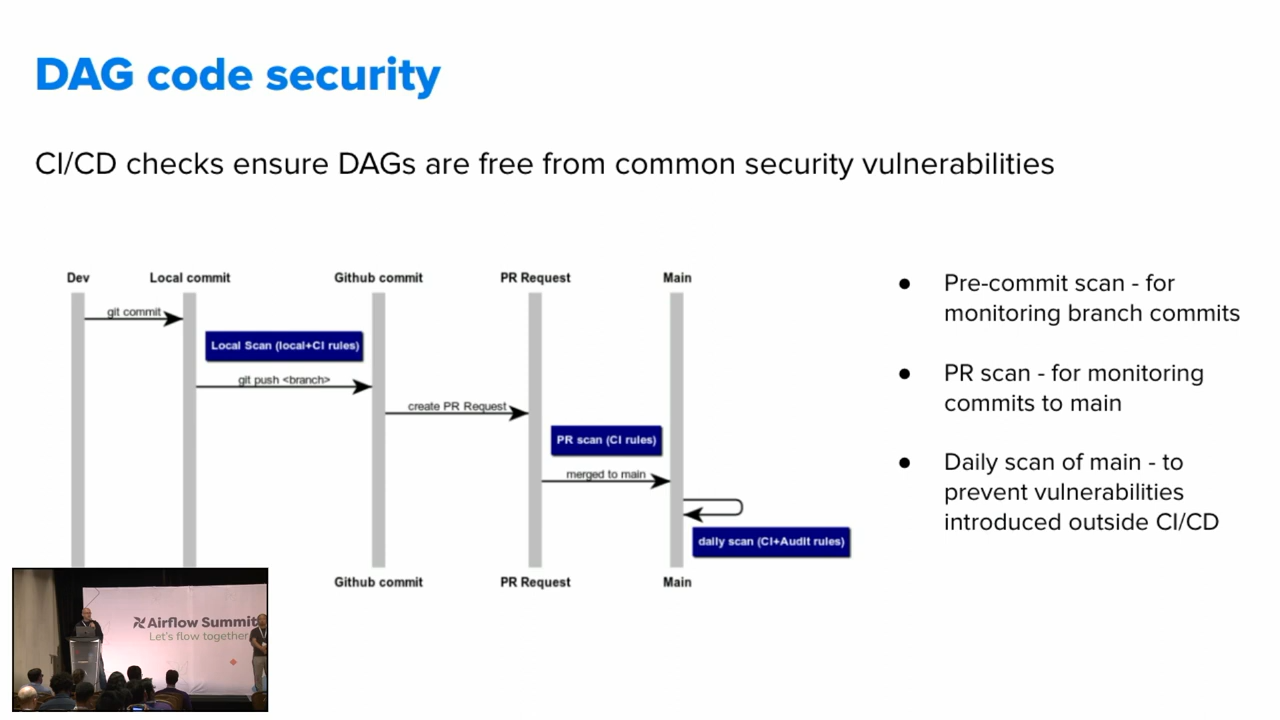 DAG code security
CI/CD checks ensure DAGs are free from common security vulnerabilities
Dev
Local commit
Github commit
PR Request
Main
git commit
Local Scan (local+CI rules)
git push <branch>
create PR Request
PR scan (CI rules)
merged to main
daily scan (CI+Audit rules)
Github commit
PR Request
Main
● Pre-commit scan - for
monitoring branch commits
● PR scan - for monitoring
commits to main
● Daily scan of main - to
prevent vulnerabilities
introduced outside CI/CD
Airflow Summit
Let's flow together